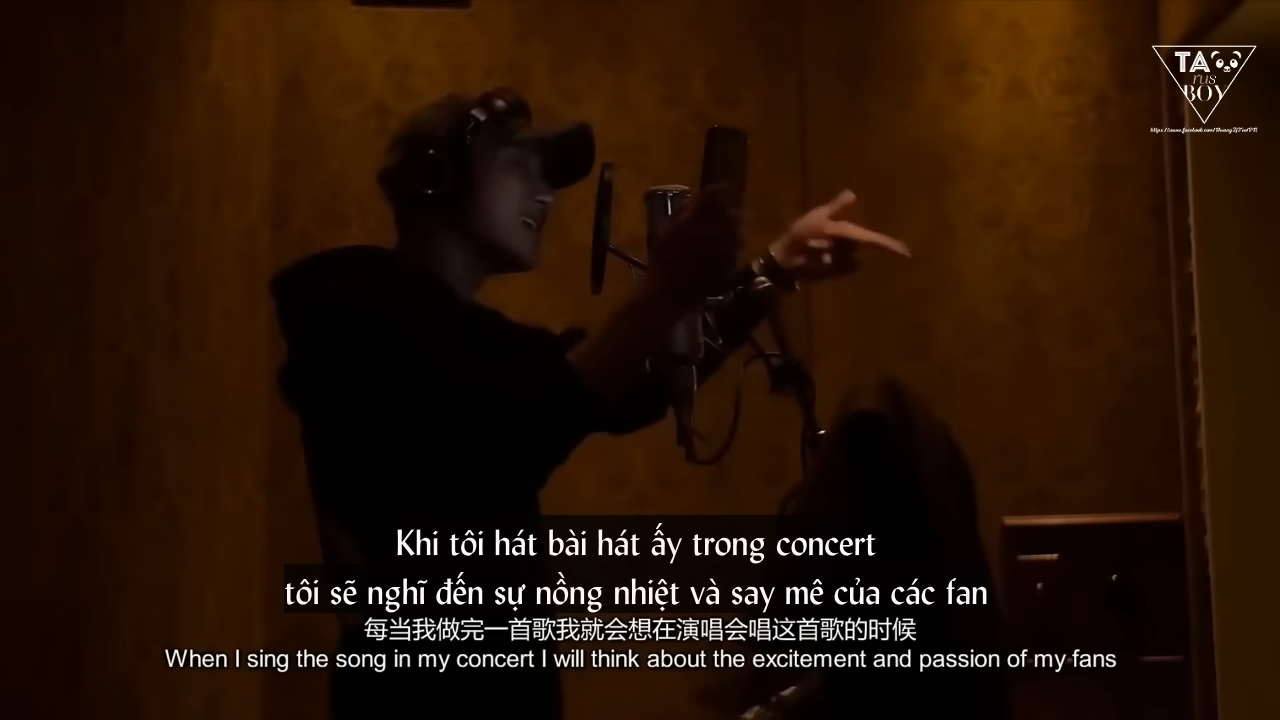 TA
rus
BOY
Khi tôi hát bài hát ấy trong concert
tôi sẽ nghĩ đến sự nồng nhiệt và say mê của các fan
每当我做完一首歌我就会想在演唱会唱这首歌的时候
When I sing the song in my concert I will think about the excitement and passion of my fans